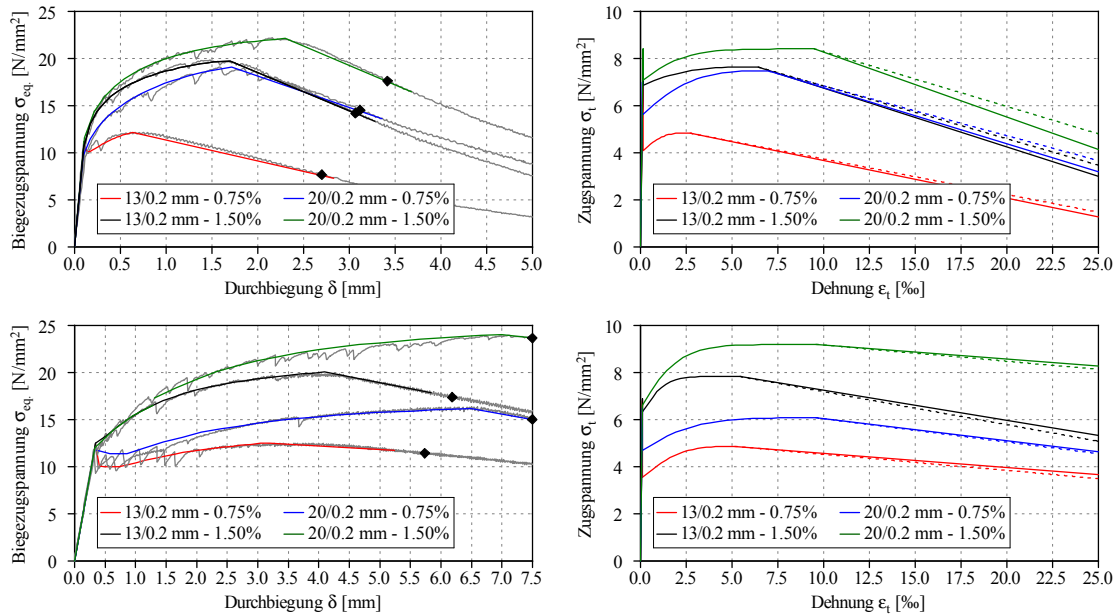 Biegezugspannung σeq. [N/mm²]
25
20
15
10
5
0
13/0.2 mm - 0.75%
20/0.2 mm - 0.75%
13/0.2 mm - 1.50%
20/0.2 mm - 1.50%
0.0 0.5 1.0 1.5 2.0 2.5 3.0 3.5 4.0 4.5 5.0
Durchbiegung δ [mm]
Zugspannung σt [N/mm²]
10
8
6
4
2
0
13/0.2 mm - 0.75%
20/0.2 mm - 0.75%
13/0.2 mm - 1.50%
20/0.2 mm - 1.50%
0.0 2.5 5.0 7.5 10.0 12.5 15.0 17.5 20.0 22.5 25.0
Dehnung εt [‰]
Biegezugspannung σeq. [N/mm²]
25
20
15
10
5
0
13/0.2 mm - 0.75%
20/0.2 mm - 0.75%
13/0.2 mm - 1.50%
20/0.2 mm - 1.50%
0.0 0.5 1.0 1.5 2.0 2.5 3.0 3.5 4.0 4.5 5.0 5.5 6.0 6.5 7.0 7.5
Durchbiegung δ [mm]
Zugspannung σt [N/mm²]
10
8
6
4
2
0
13/0.2 mm - 0.75%
20/0.2 mm - 0.75%
13/0.2 mm - 1.50%
20/0.2 mm - 1.50%
0.0 2.5 5.0 7.5 10.0 12.5 15.0 17.5 20.0 22.5 25.0
Dehnung εt [‰]